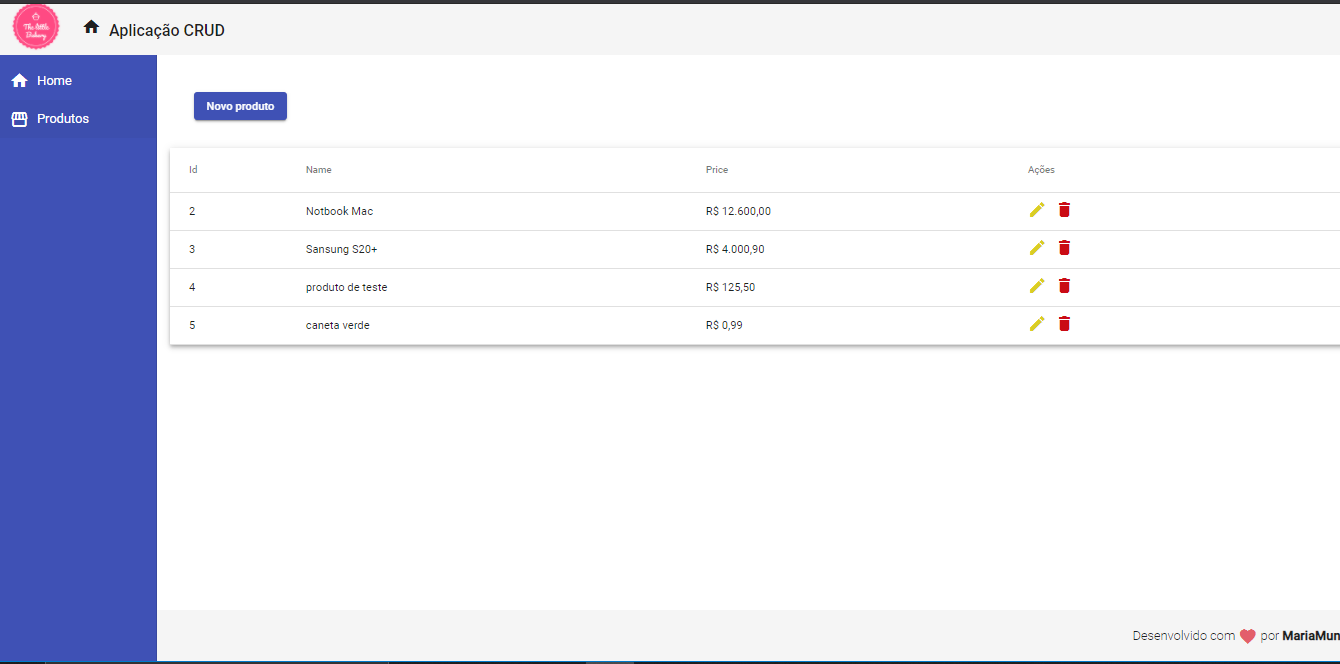 The little
Bakery
Aplicação CRUD
Home
Produtos
Novo produto
Id Name Price Ações
2 Notbook Mac R$ 12.600,00
3 Sansung S20+ R$ 4.000,90
4 produto de teste R$ 125,50
5 caneta verde R$ 0,99
Desenvolvido com por MariaMun